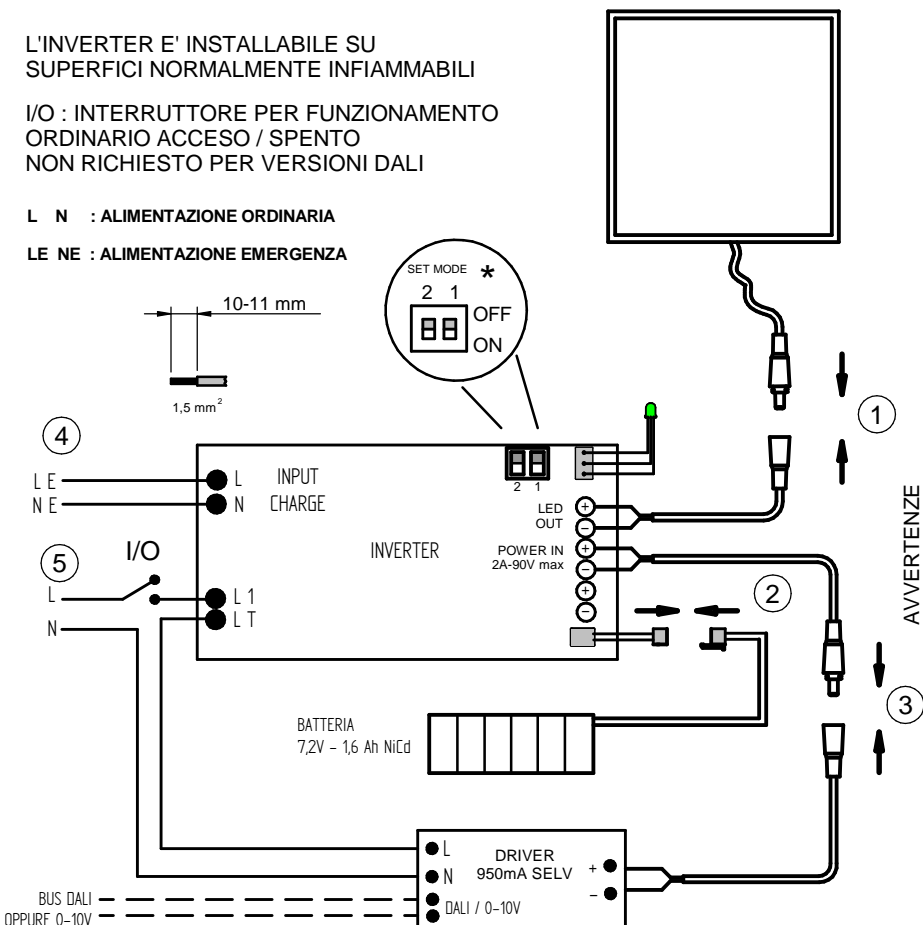 L'INVERTER E' INSTALLABILE SU
SUPERFICI NORMALMENTE INFIAMMABILI
I/O : INTERRUTTORE PER FUNZIONAMENTO
ORDINARIO ACCESO / SPENTO
NON RICHIESTO PER VERSIONI DALI
L N : ALIMENTAZIONE ORDINARIA
LE NE : ALIMENTAZIONE EMERGENZA
10-11 mm
1,5 mm²
SET MODE *
2 1
OFF
ON
1
4
L E
N E
L INPUT
N CHARGE
2 1
LED
OUT
+
−
INVERTER
POWER IN
2A-90V max
+
−
+
−
5
I/O
L
N
L 1
L T
2
AVVERTENZE
3
BATTERIA
7,2V – 1,6 Ah NiCd
L
N
DRIVER
950mA SELV
+
−
DALI / 0-10V
BUS DALI
OPPURE 0-10V